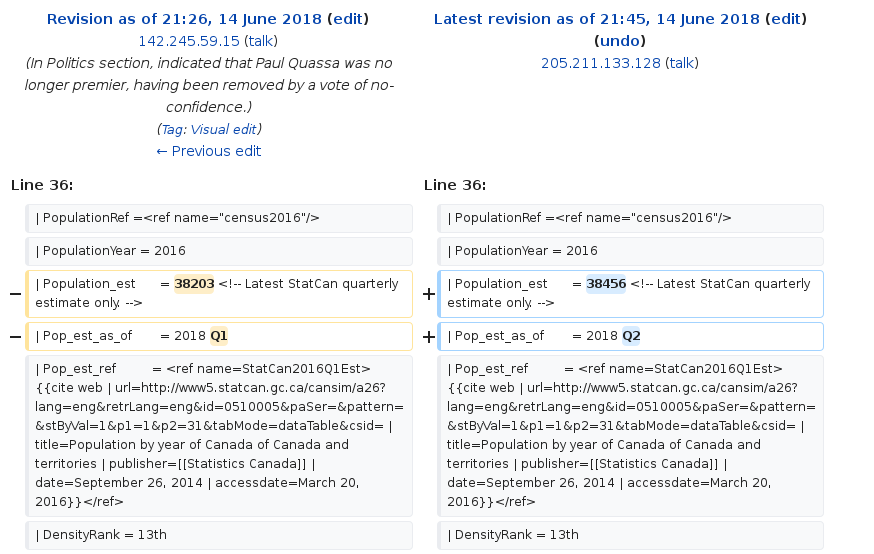 Revision as of 21:26, 14 June 2018 (edit)
142.245.59.15 (talk)
(In Politics section, indicated that Paul Quassa was no
longer premier, having been removed by a vote of no-
confidence.)
(Tag: Visual edit)
← Previous edit
Latest revision as of 21:45, 14 June 2018 (edit)
(undo)
205.211.133.128 (talk)
Line 36:
| PopulationRef =<ref name="census2016"/>
| PopulationYear = 2016
− | Population_est = 38203 <!-- Latest StatCan quarterly
estimate only. -->
− | Pop_est_as_of = 2018 Q1
| Pop_est_ref = <ref name=StatCan2016Q1Est>
{{cite web | url=http://www5.statcan.gc.ca/cansim/a26?
lang=eng&retrLang=eng&id=0510005&paSer=&pattern=
&stByVal=1&p1=1&p2=31&tabMode=dataTable&csid= |
title=Population by year of Canada of Canada and
territories | publisher=[[Statistics Canada]] |
date=September 26, 2014 | accessdate=March 20,
2016}}</ref>
| DensityRank = 13th
Line 36:
| PopulationRef =<ref name="census2016"/>
| PopulationYear = 2016
+ | Population_est = 38456 <!-- Latest StatCan quarterly
estimate only. -->
+ | Pop_est_as_of = 2018 Q2
| Pop_est_ref = <ref name=StatCan2016Q1Est>
{{cite web | url=http://www5.statcan.gc.ca/cansim/a26?
lang=eng&retrLang=eng&id=0510005&paSer=&pattern=
&stByVal=1&p1=1&p2=31&tabMode=dataTable&csid= |
title=Population by year of Canada of Canada and
territories | publisher=[[Statistics Canada]] |
date=September 26, 2014 | accessdate=March 20,
2016}}</ref>
| DensityRank = 13th